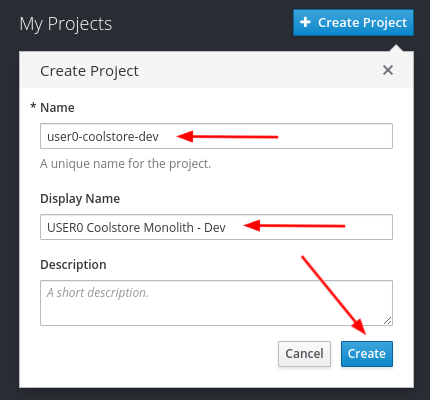 My Projects
+ Create Project
Create Project
* Name
user0-coolstore-dev
A unique name for the project.
Display Name
USER0 Coolstore Monolith - Dev
Description
A short description.
Cancel
Create